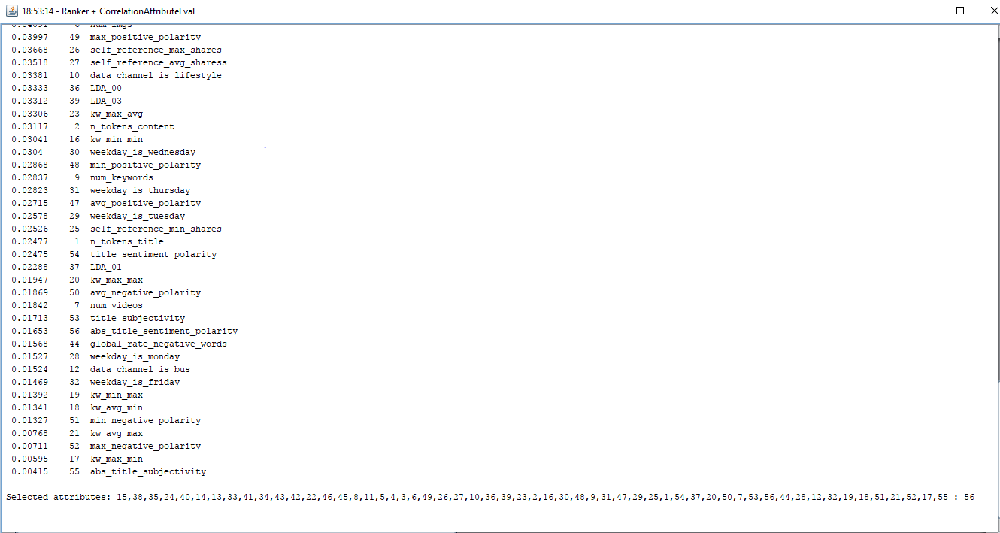 18:53:14 - Ranker + CorrelationAttributeEval
num_imgs
0.03997 49 max_positive_polarity
0.03668 26 self_reference_max_shares
0.03518 27 self_reference_avg_sharess
0.03381 10 data_channel_is_lifestyle
0.03333 36 LDA_00
0.03312 39 LDA_03
0.03306 23 kw_max_avg
0.03117 2 n_tokens_content
0.03041 16 kw_min_min
0.0304 30 weekday_is_wednesday
0.02868 48 min_positive_polarity
0.02837 9 num_keywords
0.02823 31 weekday_is_thursday
0.02715 47 avg_positive_polarity
0.02578 29 weekday_is_tuesday
0.02526 25 self_reference_min_shares
0.02477 1 n_tokens_title
0.02475 54 title_sentiment_polarity
0.02288 37 LDA_01
0.01947 20 kw_max_max
0.01869 50 avg_negative_polarity
0.01842 7 num_videos
0.01713 53 title_subjectivity
0.01653 56 abs_title_sentiment_polarity
0.01568 44 global_rate_negative_words
0.01527 28 weekday_is_monday
0.01524 12 data_channel_is_bus
0.01469 32 weekday_is_friday
0.01392 19 kw_min_max
0.01341 18 kw_avg_min
0.01327 51 min_negative_polarity
0.00768 21 kw_avg_max
0.00711 52 max_negative_polarity
0.00595 17 kw_max_min
0.00415 55 abs_title_subjectivity
Selected attributes: 15,38,35,24,40,14,13,33,41,34,43,42,22,46,45,8,11,5,4,3,6,49,26,27,10,36,39,23,2,16,30,48,9,31,47,29,25,1,54,37,20,50,7,53,56,44,28,12,32,19,18,51,21,52,17,55 : 56